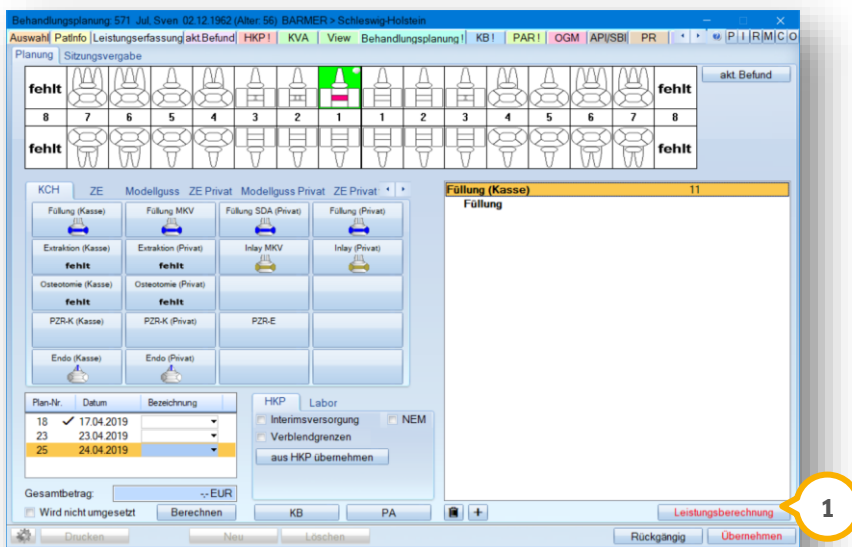 Behandlungsplanung: 571 Jul, Sven 02.12.1962 (Alter: 56) BARMER > Schleswig-Holstein
Auswahl PatInfo Leistungserfassung akt.Befund HKP ! KVA View Behandlungsplanung ! KB ! PAR ! OGM API/SBI PR P I R M C O
Planung Sitzungsvergabe
akt. Befund
fehlt fehlt
8 7 6 5 4 3 2 1 1 2 3 4 5 6 7 8
fehlt fehlt
KCH ZE Modellguss ZE Privat Modellguss Privat ZE Privat
Füllung (Kasse) Füllung MKV Füllung SDA (Privat) Füllung (Privat)
Extraktion (Kasse) Extraktion (Privat) Inlay MKV Inlay (Privat)
fehlt fehlt
Osteotomie (Kasse) Osteotomie (Privat)
fehlt fehlt
PZR-K (Kasse) PZR-K (Privat) PZR-E
Endo (Kasse) Endo (Privat)
Füllung (Kasse) 11
Füllung
Plan-Nr. Datum Bezeichnung
18 ✓ 17.04.2019
23 23.04.2019
25 24.04.2019
HKP Labor
Interimsversorgung NEM
Verblendgrenzen
aus HKP übernehmen
Gesamtbetrag: -,- EUR
Wird nicht umgesetzt Berechnen KB PA + Leistungsberechnung
1
Drucken Neu Löschen Rückgängig Übernehmen